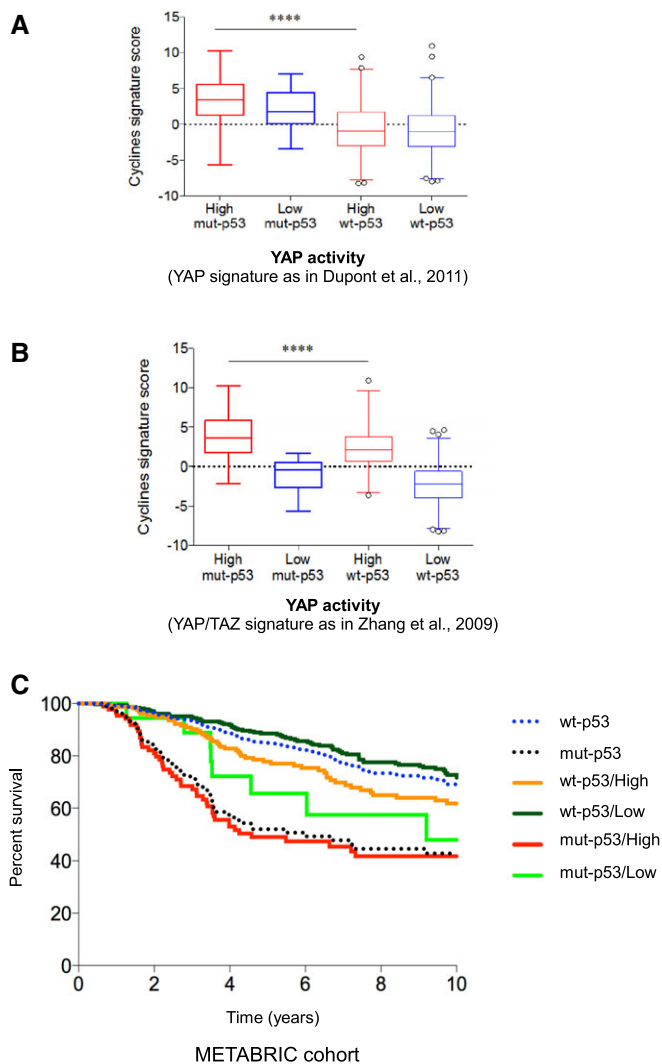 A
Cyclines signature score
15
10
5
0
-5
-10
****
High
mut-p53
Low
mut-p53
High
wt-p53
Low
wt-p53
YAP activity
(YAP signature as in Dupont et al., 2011)
B
Cyclines signature score
15
10
5
0
-5
-10
****
High
mut-p53
Low
mut-p53
High
wt-p53
Low
wt-p53
YAP activity
(YAP/TAZ signature as in Zhang et al., 2009)
C
Percent survival
100
80
60
40
20
0
0 2 4 6 8 10
Time (years)
wt-p53
mut-p53
wt-p53/High
wt-p53/Low
mut-p53/High
mut-p53/Low
METABRIC cohort